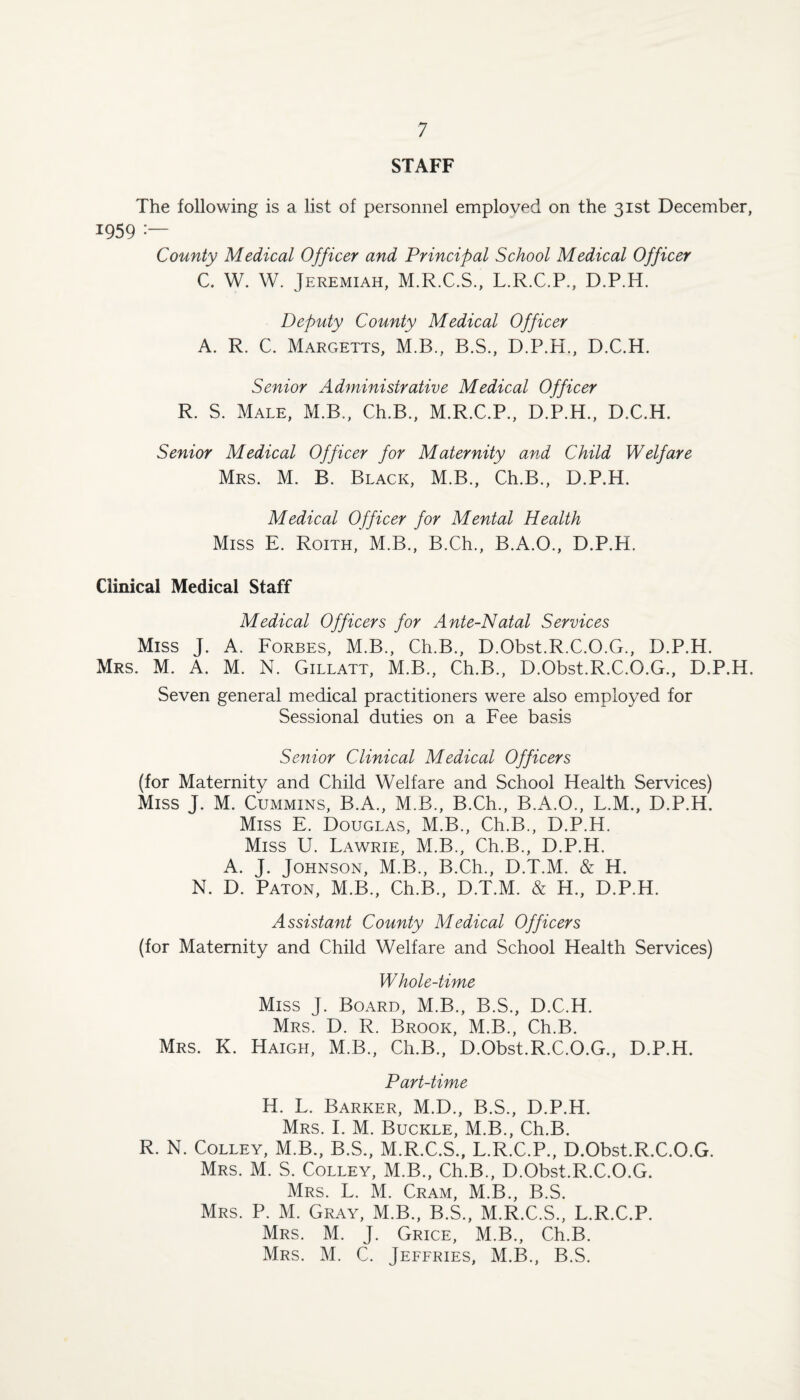 7
STAFF
The following is a list of personnel employed on the 31st December,
1959 :—
County Medical Officer and Principal School Medical Officer
C. W. W. Jeremiah, M.R.C.S., L.R.C.P., D.P.H.
Deputy County Medical Officer
A. R. C. Margetts, M.B., B.S., D.P.H., D.C.H.
Senior Administrative Medical Officer
R. S. Male, M.B., Ch.B., M.R.C.P., D.P.H., D.C.H.
Senior Medical Officer for Maternity and Child Welfare
Mrs. M. B. Black, M.B., Ch.B., D.P.H.
Medical Officer for Mental Health
Miss E. Roith, M.B., B.Ch., B.A.O., D.P.H.
Clinical Medical Staff
Medical Officers for Ante-Natal Services
Miss J. A. Forbes, M.B., Ch.B., D.Obst.R.C.O.G., D.P.H.
Mrs. M. A. M. N. Gillatt, M.B., Ch.B., D.Obst.R.C.O.G., D.P.H.
Seven general medical practitioners were also employed for
Sessional duties on a Fee basis
Senior Clinical Medical Officers
(for Maternity and Child Welfare and School Health Services)
Miss J. M. Cummins, B.A., M.B., B.Ch., B.A.O., L.M., D.P.H.
Miss E. Douglas, M.B., Ch.B., D.P.H.
Miss U. Lawrie, M.B., Ch.B., D.P.H.
A. J. Johnson, M.B., B.Ch., D.T.M. & H.
N. D. Paton, M.B., Ch.B., D.T.M. & H., D.P.H.
Assistant County Medical Officers
(for Maternity and Child Welfare and School Health Services)
Whole-time
Miss J. Board, M.B., B.S., D.C.H.
Mrs. D. R. Brook, M.B., Ch.B.
Mrs. K. Haigh, M.B., Ch.B., D.Obst.R.C.O.G., D.P.H.
Part-time
H. L. Barker, M.D., B.S., D.P.H.
Mrs. I. M. Buckle, M.B., Ch.B.
R. N. Colley, M.B., B.S., M.R.C.S., L.R.C.P., D.Obst.R.C.O.G.
Mrs. M. S. Colley, M.B., Ch.B., D.Obst.R.C.O.G.
Mrs. L. M. Cram, M.B., B.S.
Mrs. P. M. Gray, M.B., B.S., M.R.C.S., L.R.C.P.
Mrs. M. J. Grice, M.B., Ch.B.
Mrs. M. C. Jeffries, M.B., B.S.